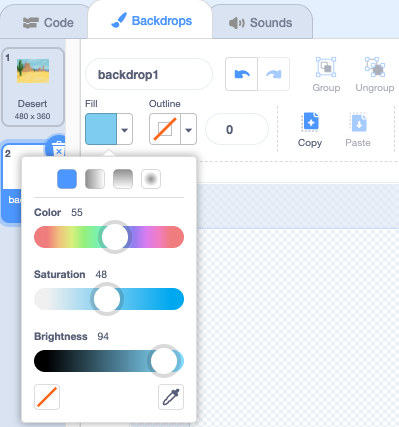 Code
Backdrops
Sounds
1
Desert
480 x 360
2
backdrop1
Group
Ungroup
Fill
Outline
0
Copy
Paste
Color 55
Saturation 48
Brightness 94